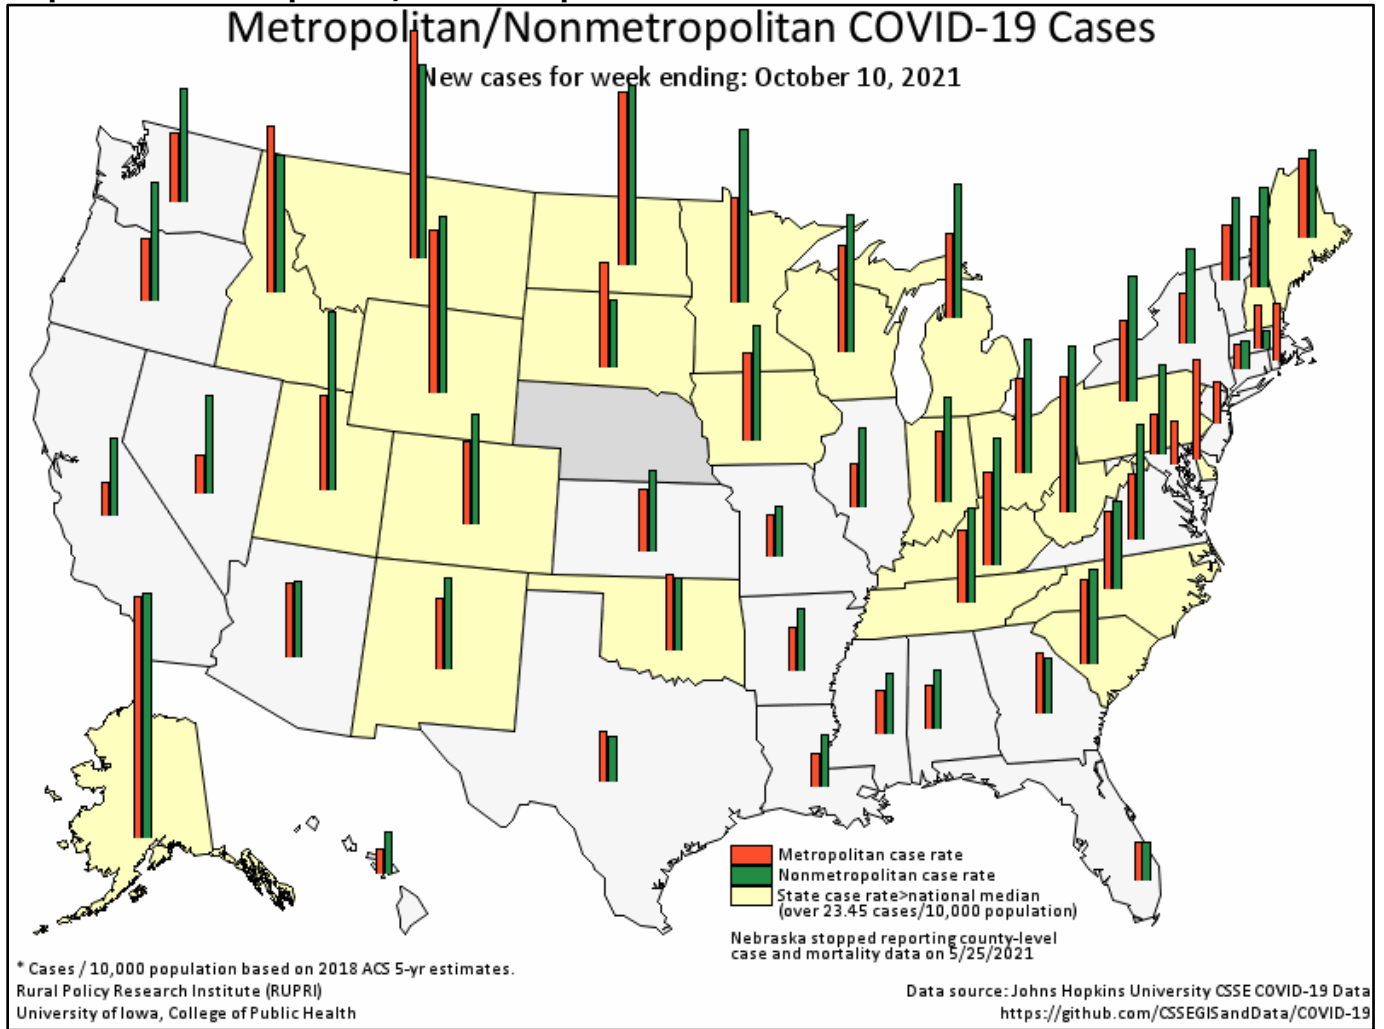 Metropolitan/Nonmetropolitan COVID-19 Cases
New cases for week ending: October 10, 2021
Metropolitan case rate
Nonmetropolitan case rate
State case rate>national median
(over 23.45 cases/10,000 population)
Nebraska stopped reporting county-level
case and mortality data on 5/25/2021
* Cases / 10,000 population based on 2018 ACS 5-yr estimates.
Rural Policy Research Institute (RUPRI)
University of Iowa, College of Public Health
Data source: Johns Hopkins University CSSE COVID-19 Data
https://github.com/CSSEGISandData/COVID-19